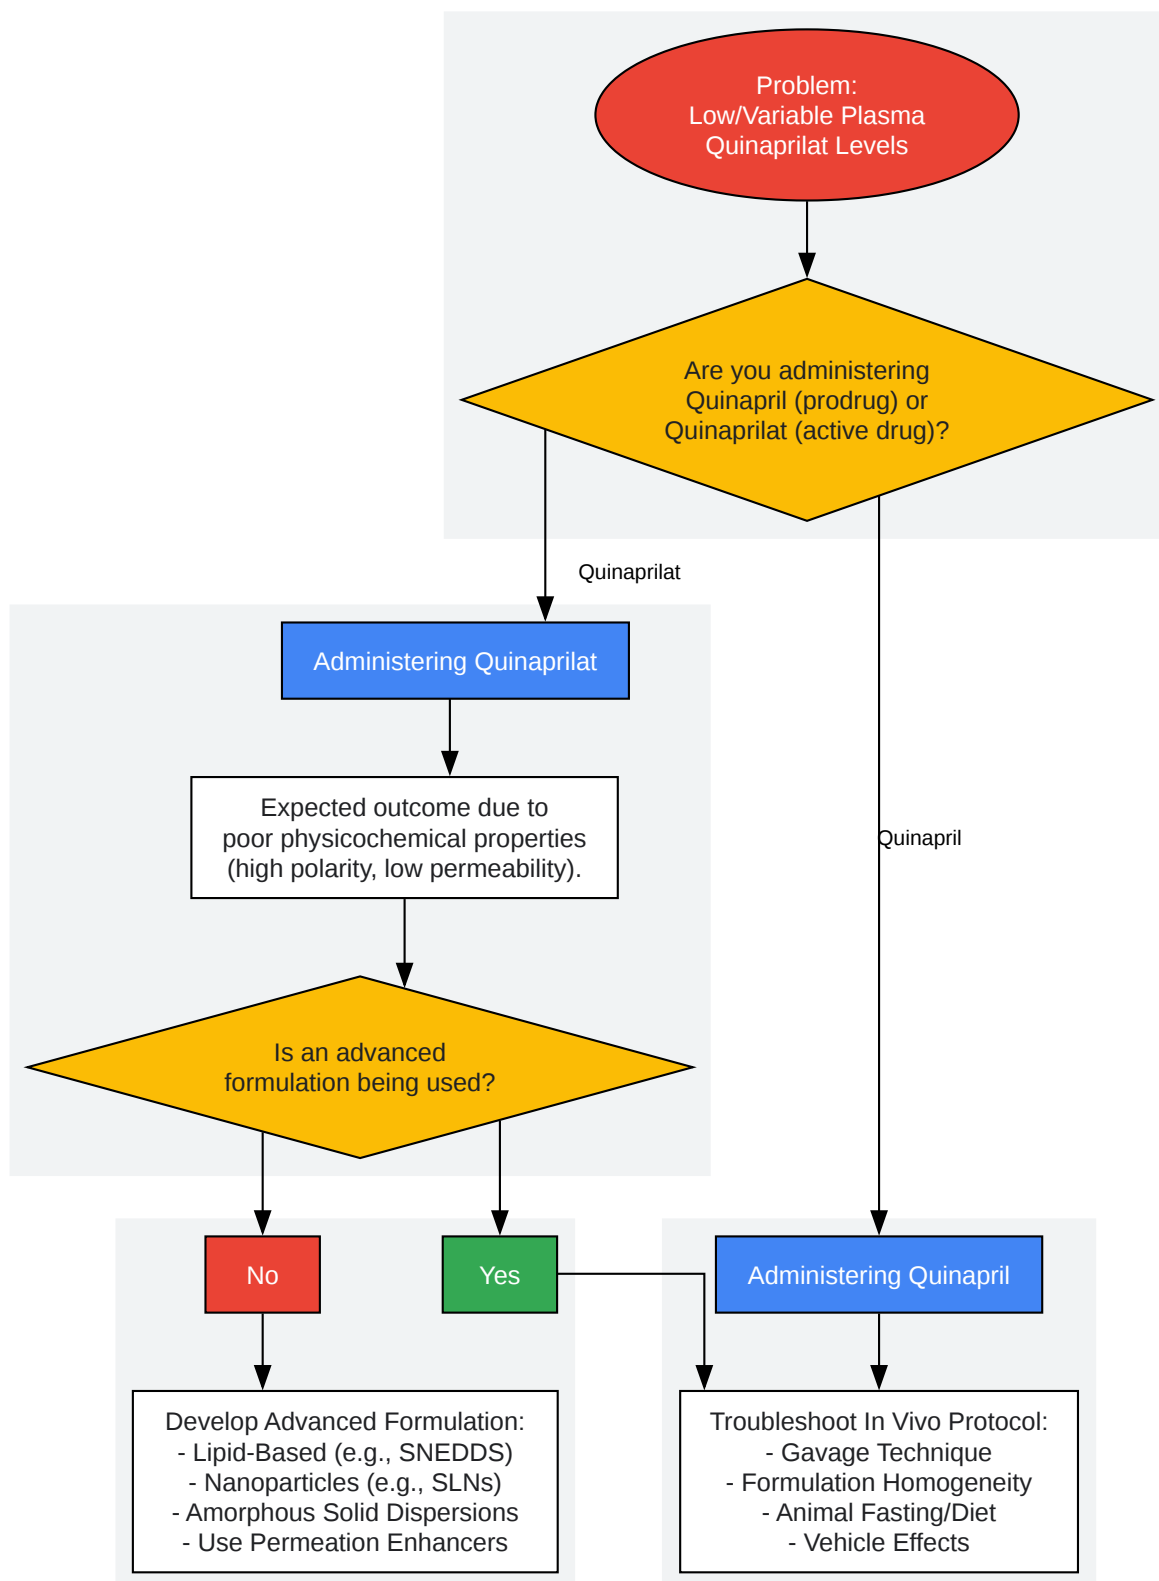 Problem:
Low/Variable Plasma
Quinaprilat Levels
Are you administering
Quinapril (prodrug) or
Quinaprilat (active drug)?
Quinaprilat
Administering Quinaprilat
Expected outcome due to
poor physicochemical properties
(high polarity, low permeability).
Quinapril
Is an advanced
formulation being used?
No
Yes
Administering Quinapril
Develop Advanced Formulation:
- Lipid-Based (e.g., SNEDDS)
- Nanoparticles (e.g., SLNs)
- Amorphous Solid Dispersions
- Use Permeation Enhancers
Troubleshoot In Vivo Protocol:
- Gavage Technique
- Formulation Homogeneity
- Animal Fasting/Diet
- Vehicle Effects